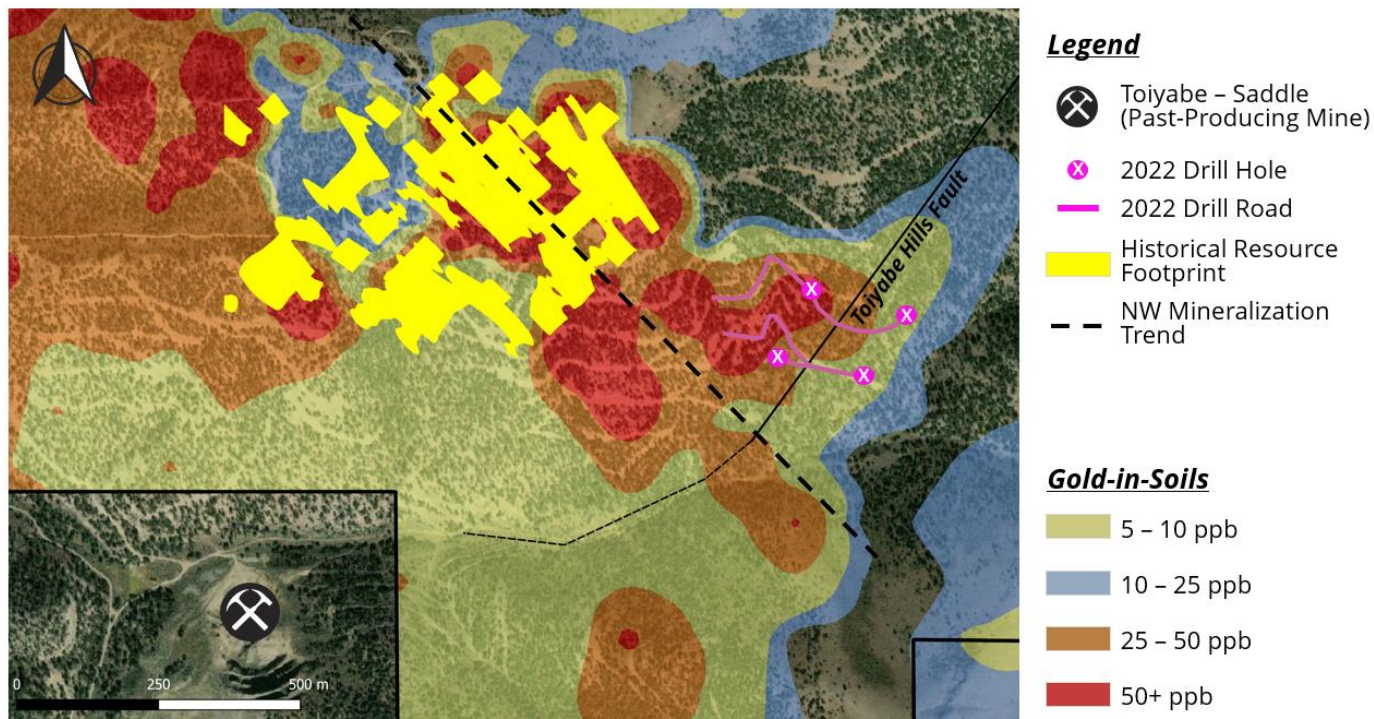 Legend
Toiyabe – Saddle
(Past-Producing Mine)
X 2022 Drill Hole
2022 Drill Road
Historical Resource
Footprint
NW Mineralization
Trend
Toiyabe Hills Fault
X
X
X
X
Gold-in-Soils
5 – 10 ppb
10 – 25 ppb
25 – 50 ppb
50+ ppb
0 250 500 m